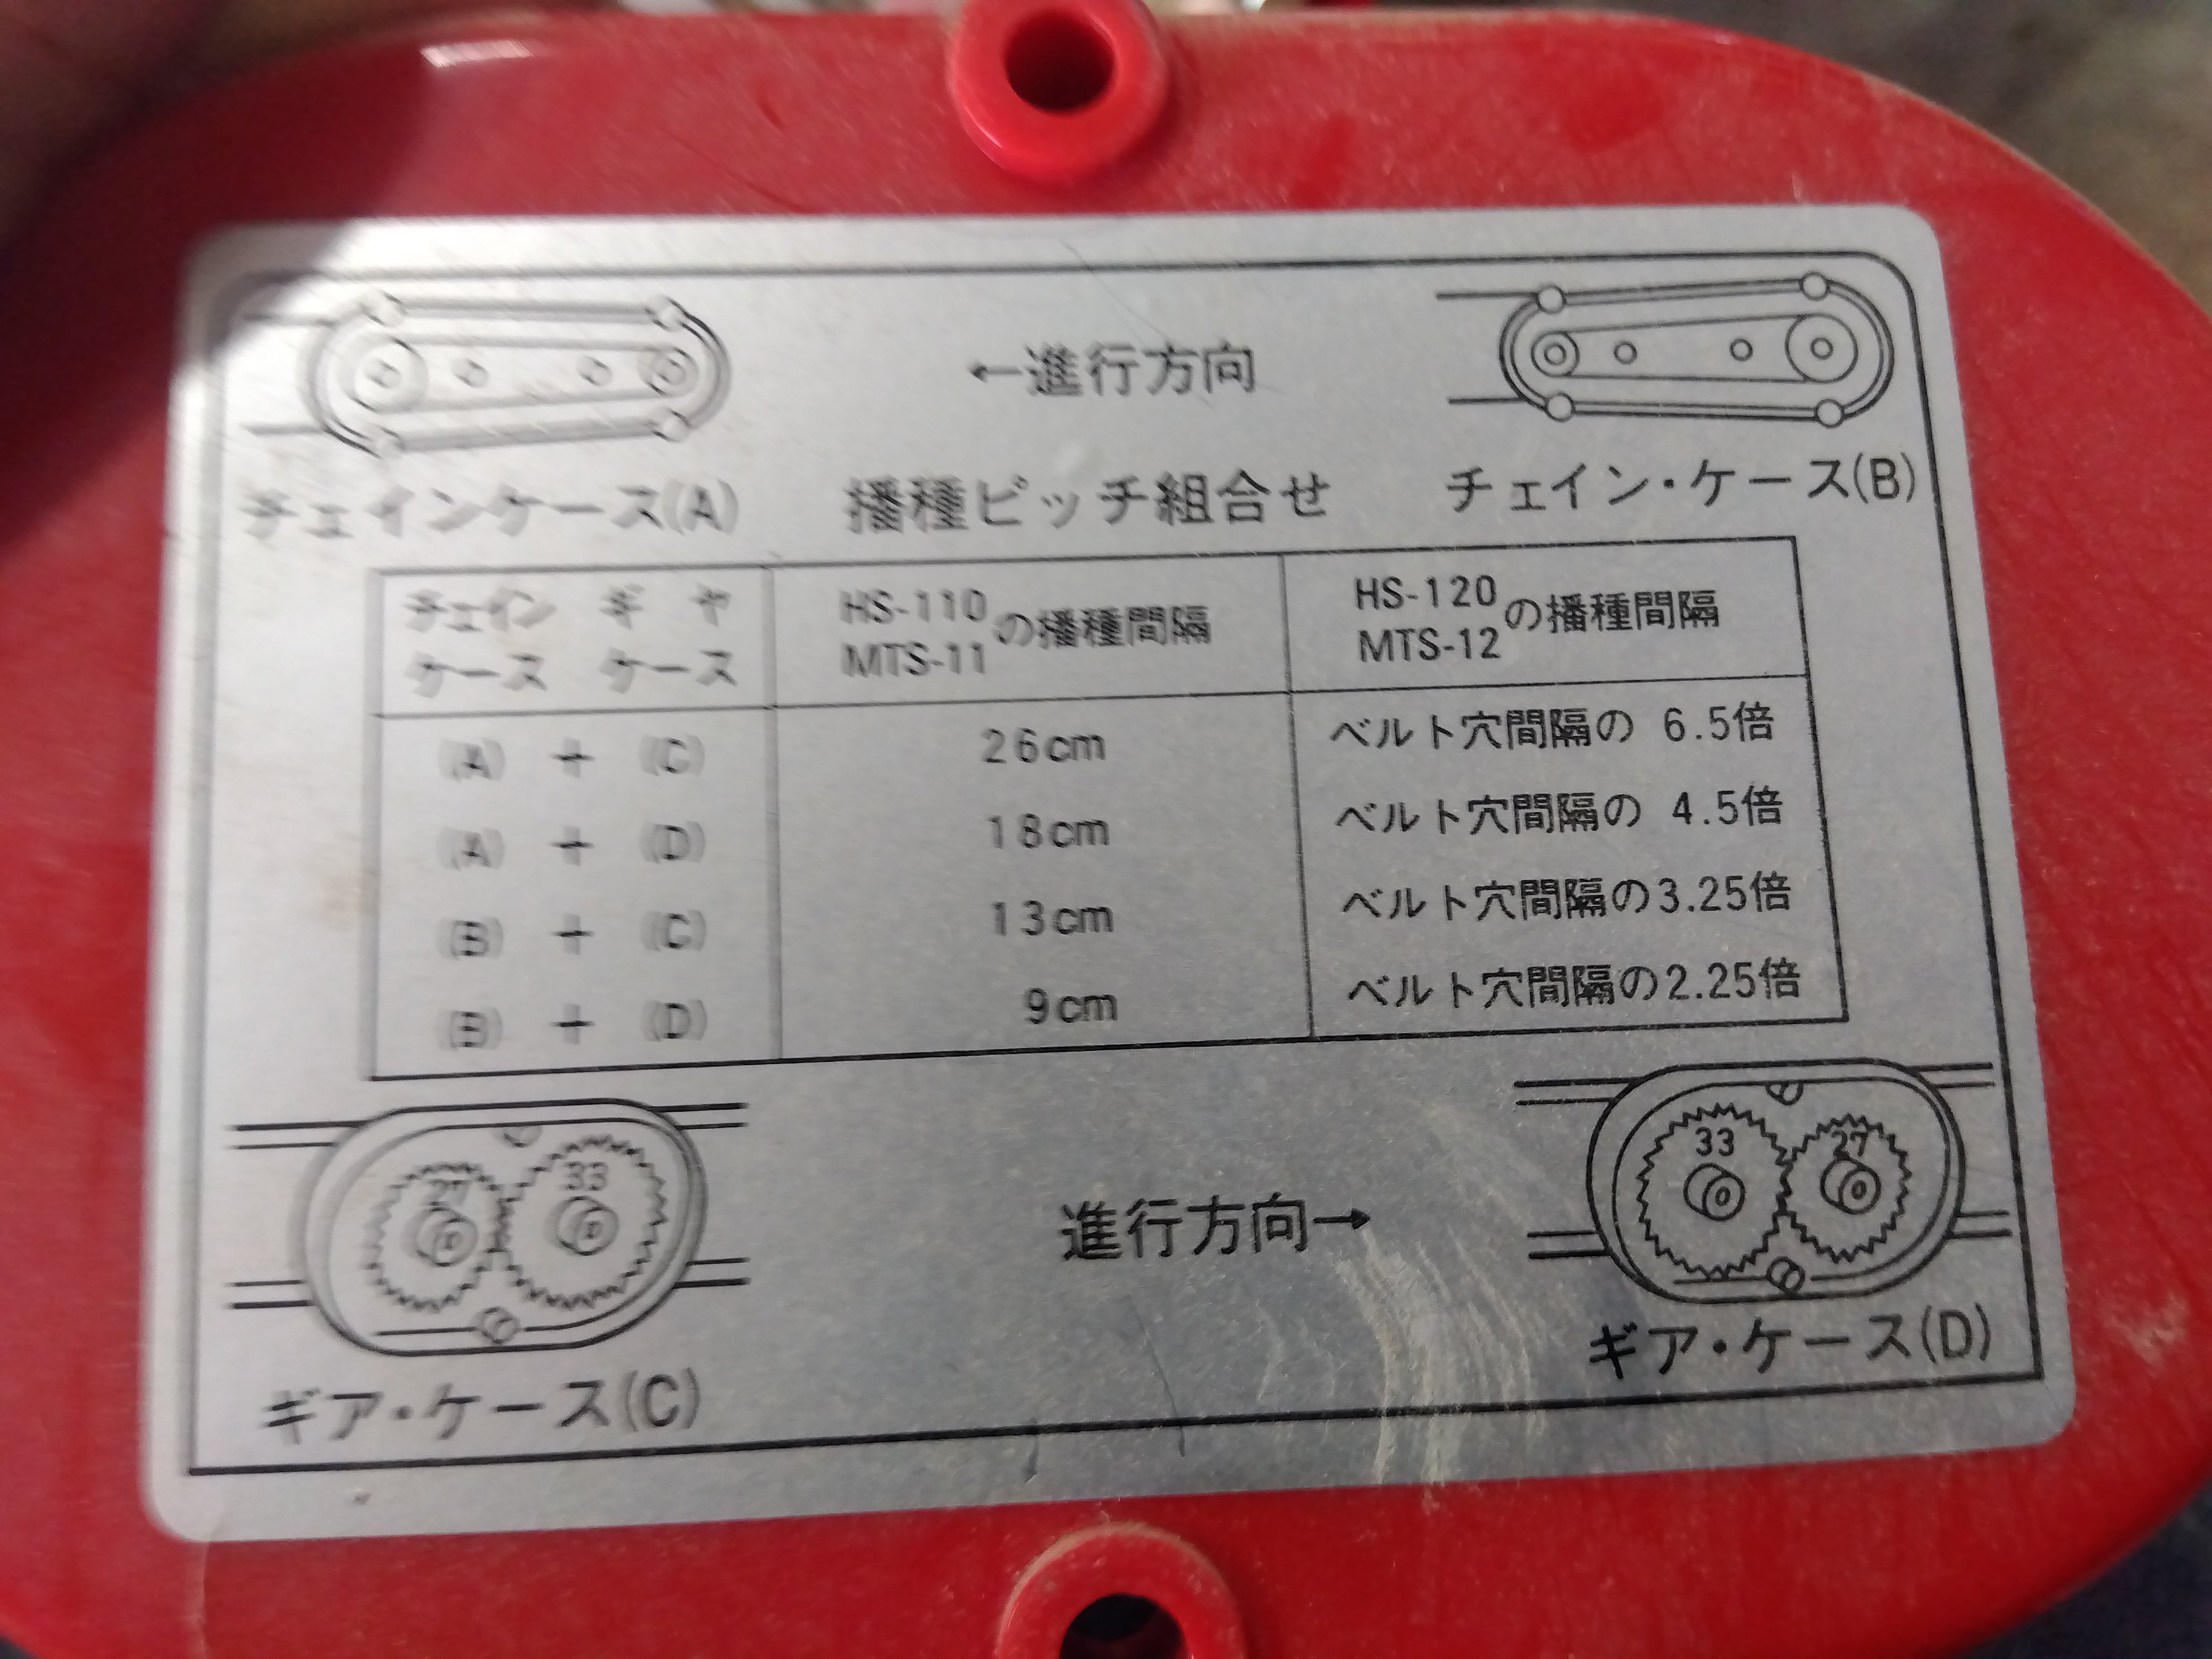 ←進行方向
チェインケース(A)
播種ピッチ組合せ
チェイン・ケース(B)
チェイン ギヤ
ケース ケース
HS-110
MTS-11
の播種間隔
HS-120
MTS-12
の播種間隔
(A) + (C) 26cm ベルト穴間隔の 6.5倍
(A) + (D) 18cm ベルト穴間隔の 4.5倍
(B) + (C) 13cm ベルト穴間隔の3.25倍
(B) + (D) 9cm ベルト穴間隔の2.25倍
27 33
33 27
進行方向→
ギア・ケース(C)
ギア・ケース(D)